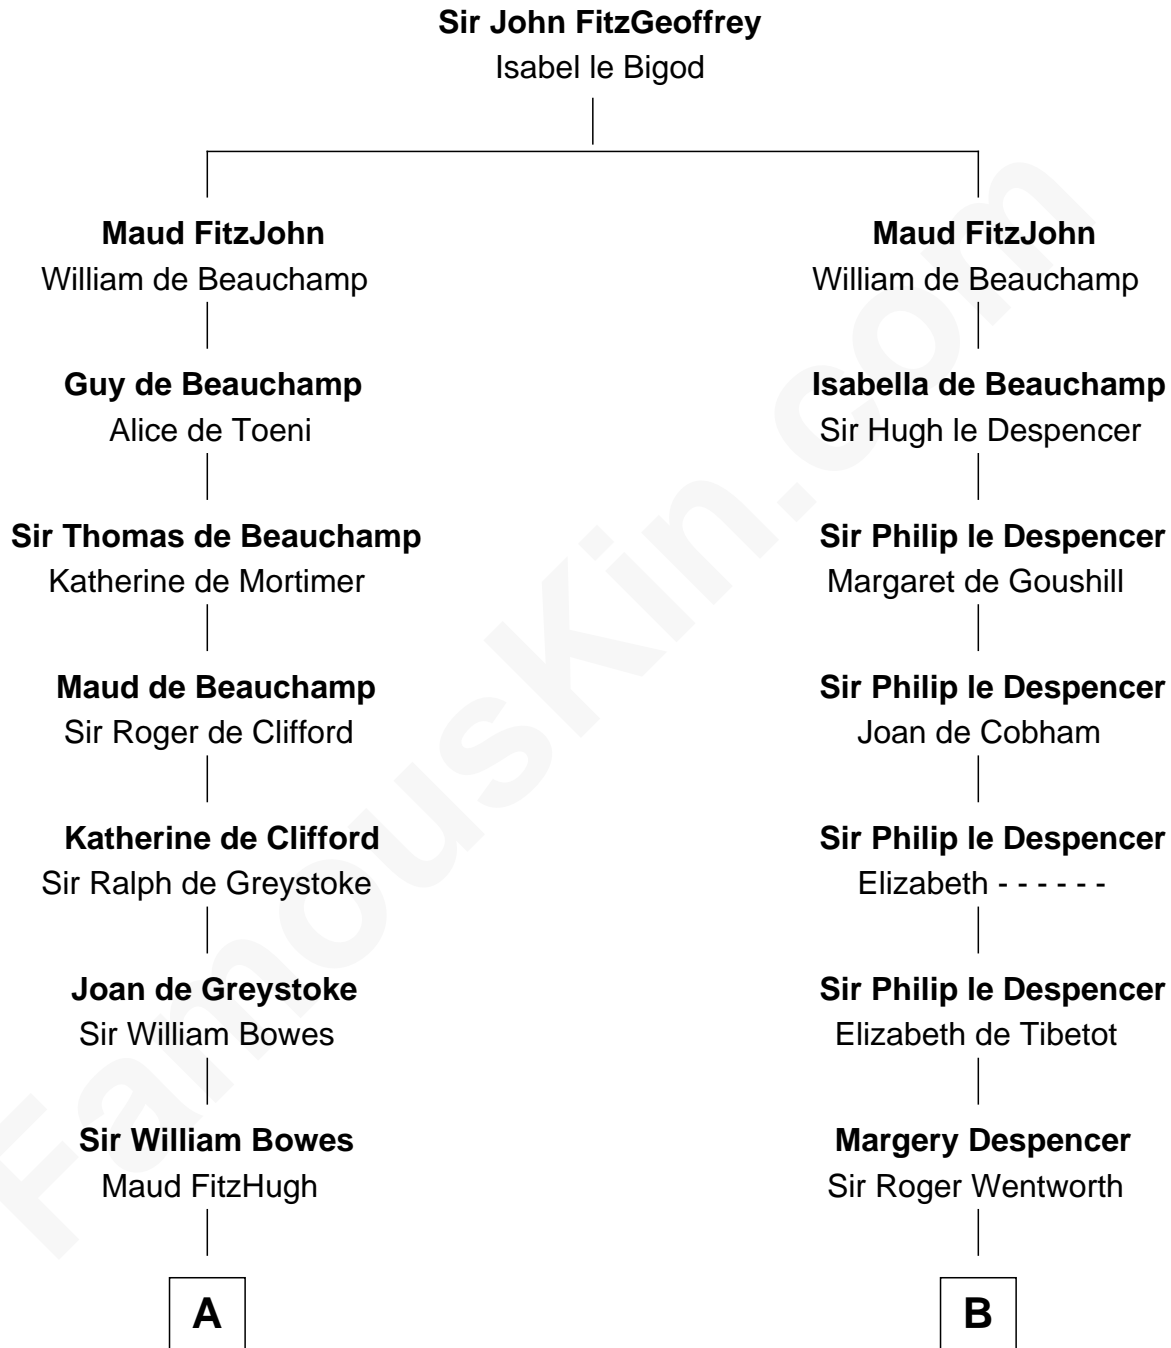 Sir John FitzGeoffrey
Isabel le Bigod
Maud FitzJohn
William de Beauchamp
Guy de Beauchamp
Alice de Toeni
Sir Thomas de Beauchamp
Katherine de Mortimer
Maud de Beauchamp
Sir Roger de Clifford
Katherine de Clifford
Sir Ralph de Greystoke
Joan de Greystoke
Sir William Bowes
Sir William Bowes
Maud FitzHugh
A
Maud FitzJohn
William de Beauchamp
Isabella de Beauchamp
Sir Hugh le Despencer
Sir Philip le Despencer
Margaret de Goushill
Sir Philip le Despencer
Joan de Cobham
Sir Philip le Despencer
Elizabeth - - - - - -
Sir Philip le Despencer
Elizabeth de Tibetot
Margery Despencer
Sir Roger Wentworth
B
FamousKin.com